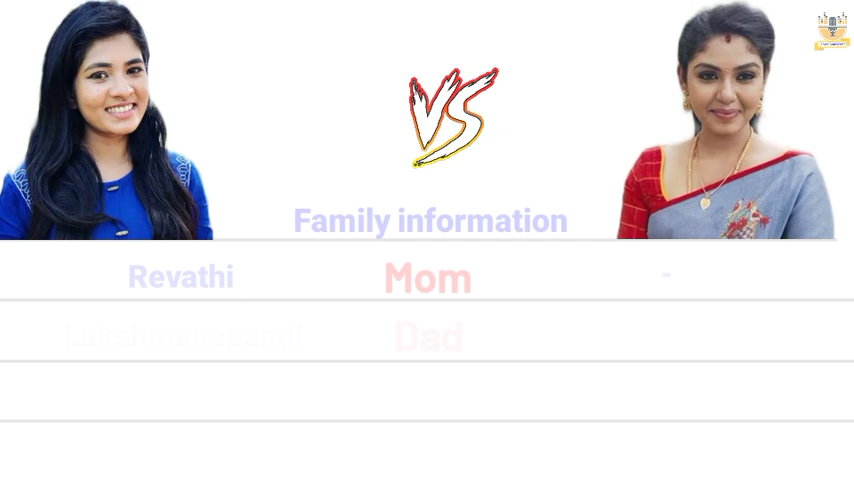 VS
Family information
Revathi Mom -
Lakshmanapandi Dad